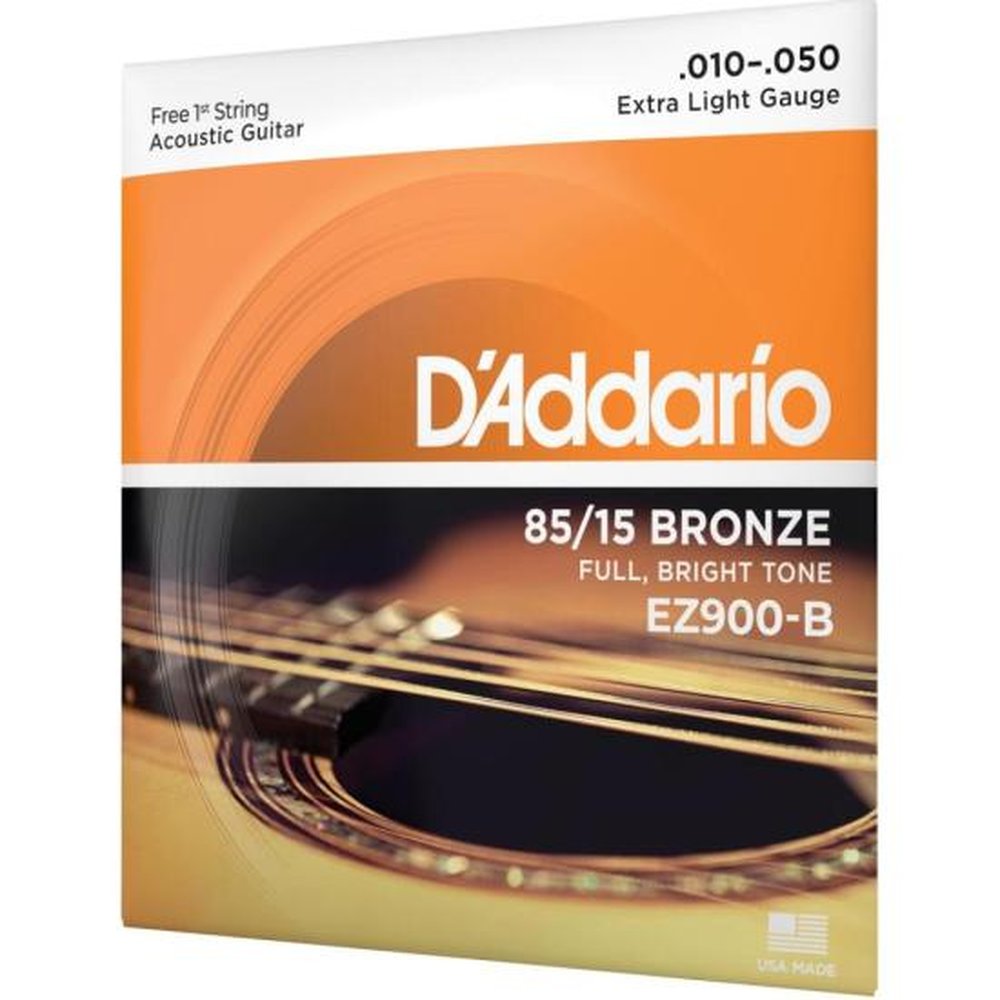 Free 1st String
Acoustic Guitar
.010–.050
Extra Light Gauge
D'Addario
85/15 BRONZE
FULL, BRIGHT TONE
EZ900-B
USA MADE